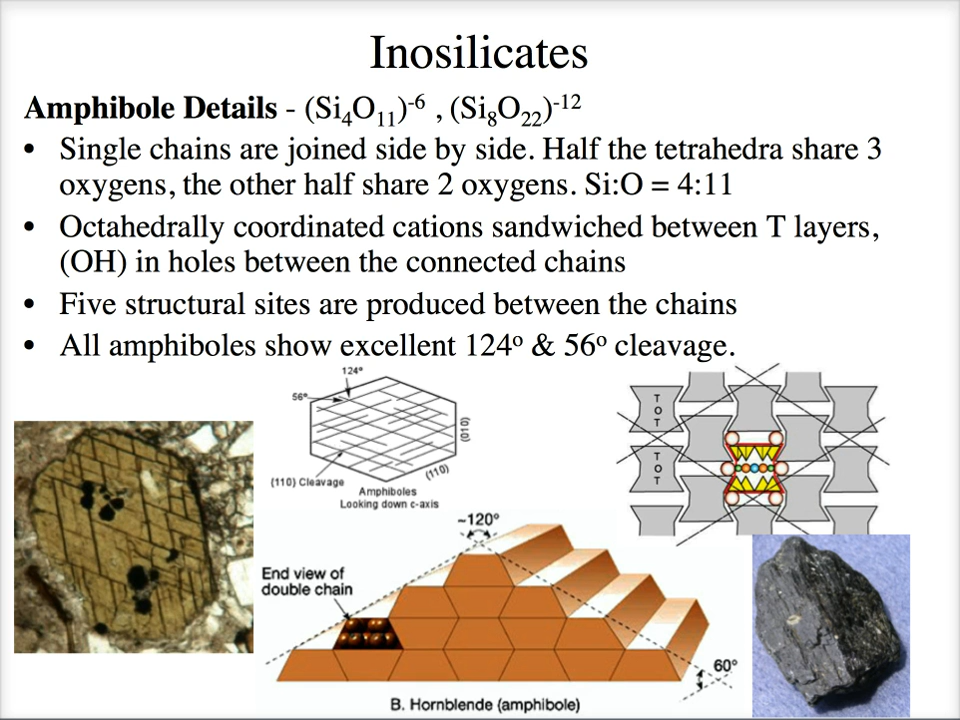 Inosilicates
Amphibole Details - (Si₄O₁₁)⁻⁶ , (Si₈O₂₂)⁻¹²
• Single chains are joined side by side. Half the tetrahedra share 3
oxygens, the other half share 2 oxygens. Si:O = 4:11
• Octahedrally coordinated cations sandwiched between T layers,
(OH) in holes between the connected chains
• Five structural sites are produced between the chains
• All amphiboles show excellent 124º & 56º cleavage.
124º
56º
(010)
(110)
(110) Cleavage
Amphiboles
Looking down c-axis
T
O
T
T
O
T
~120°
End view of
double chain
60°
B. Hornblende (amphibole)